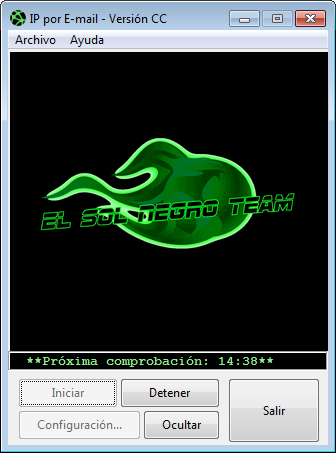 IP por E-mail - Versión CC
Archivo Ayuda
EL SOL NEGRO TEAM
**Próxima comprobación: 14:38**
Iniciar Detener
Salir
Configuración... Ocultar